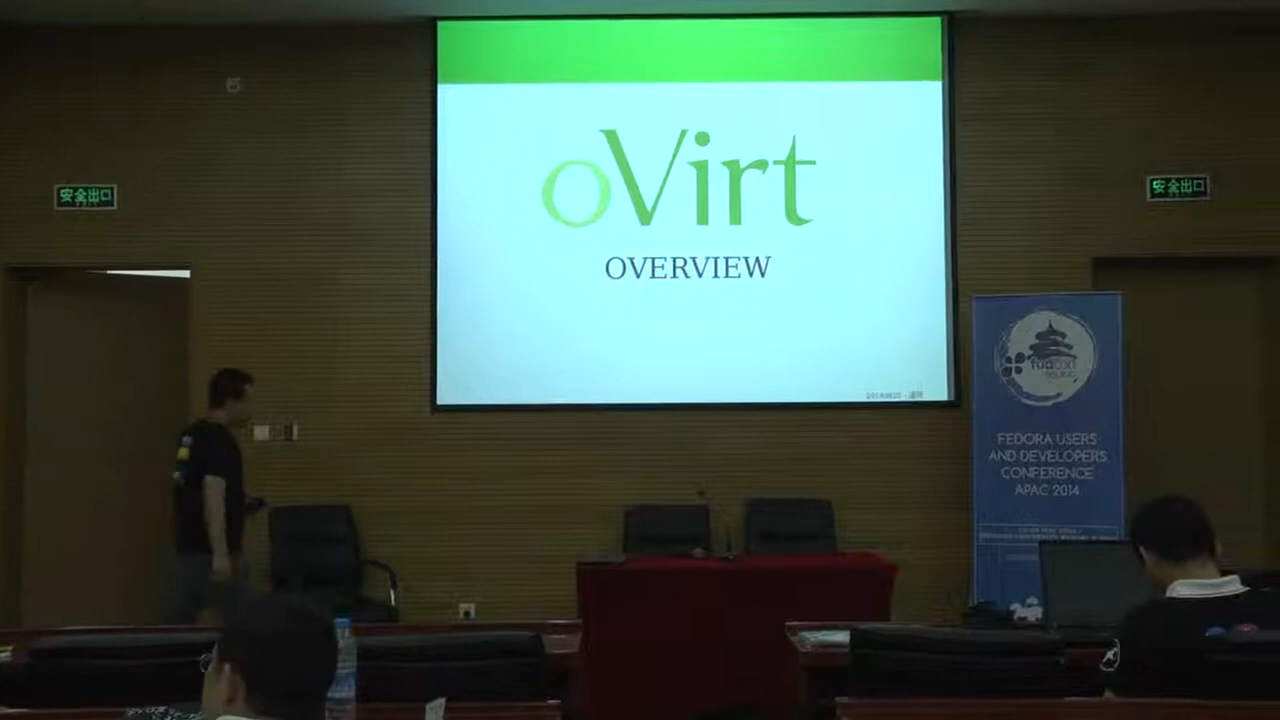 oVirt
OVERVIEW
安全出口
安全出口
FEDORA USERS
AND DEVELOPERS
CONFERENCE
APAC 2014